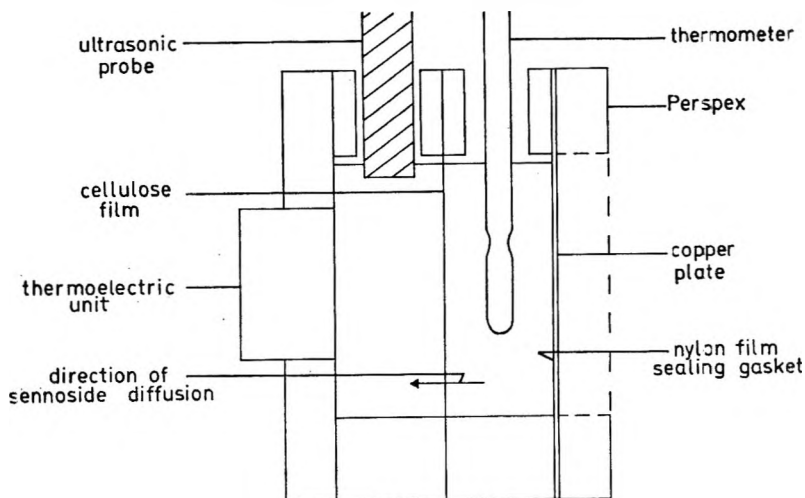 ultrasonic
probe
thermometer
Perspex
cellulose
film
copper
plate
thermoelectric
unit
nylon film
sealing gasket
direction of
sennoside diffusion